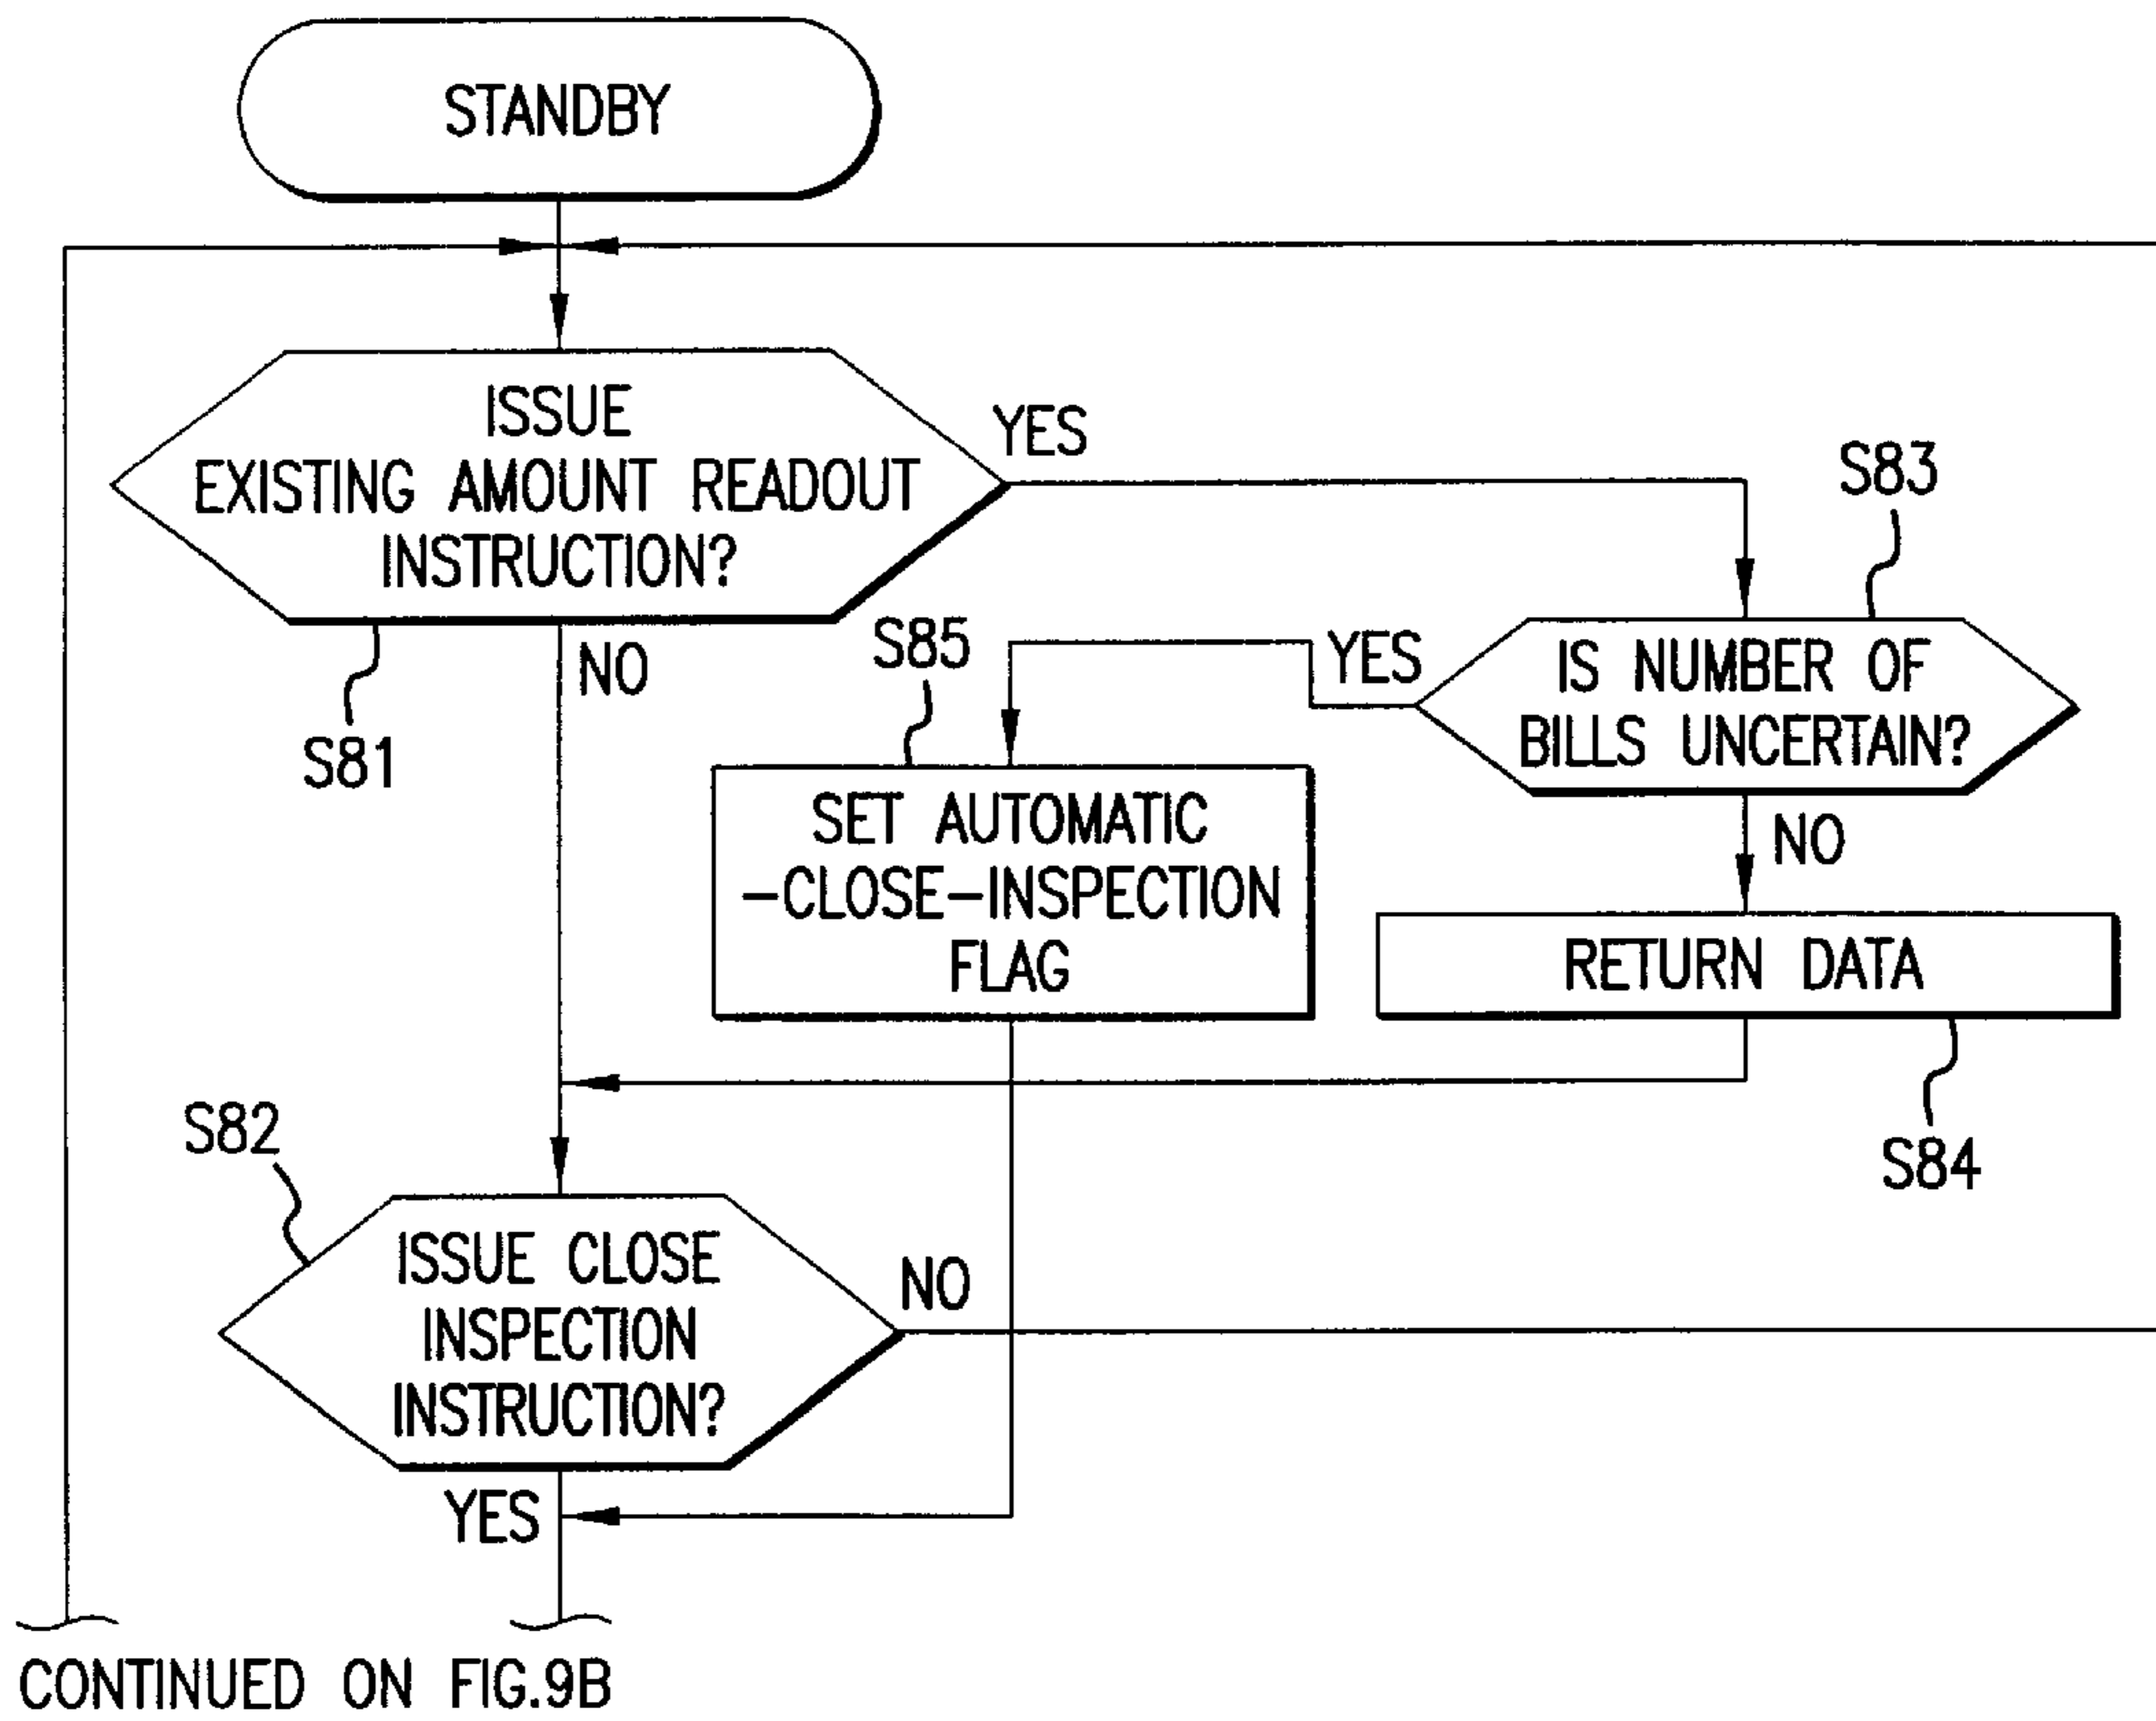 STANDBY
ISSUE
EXISTING AMOUNT READOUT
INSTRUCTION?
YES
NO
S81
S83
IS NUMBER OF
BILLS UNCERTAIN?
YES
NO
S85
SET AUTOMATIC
-CLOSE-INSPECTION
FLAG
RETURN DATA
S84
S82
ISSUE CLOSE
INSPECTION
INSTRUCTION?
NO
YES
CONTINUED ON FIG.9B